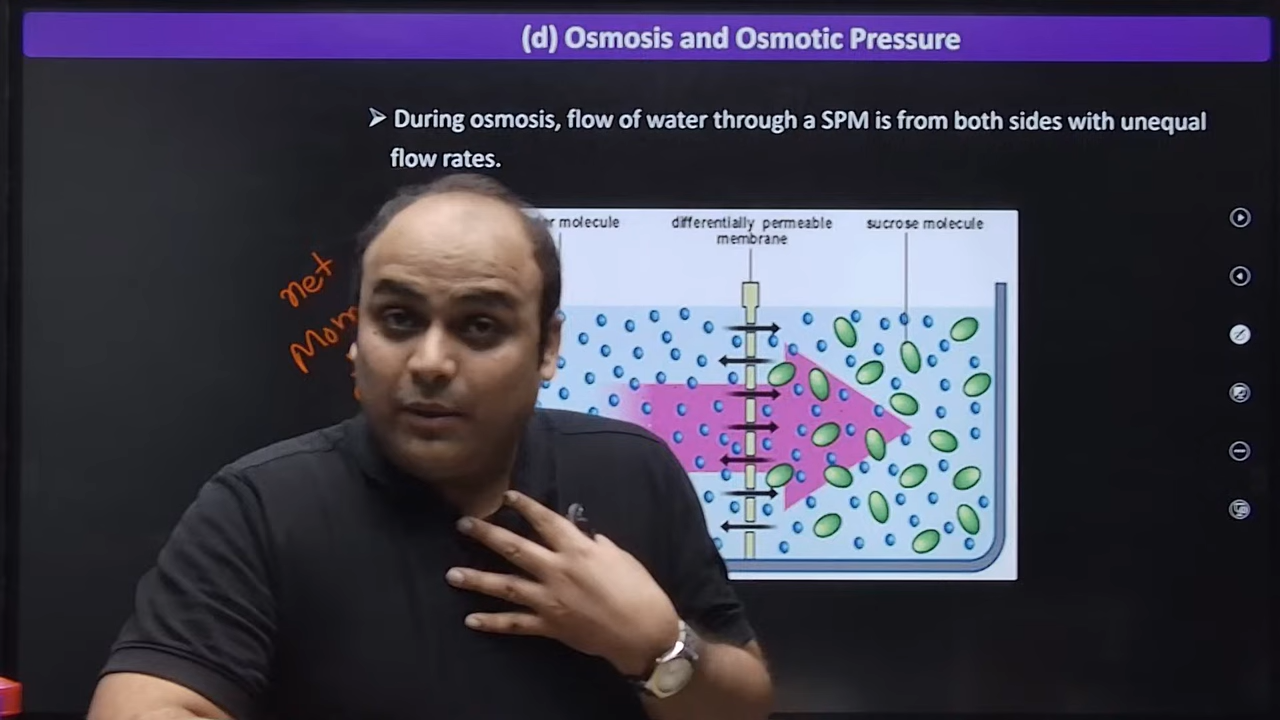 (d) Osmosis and Osmotic Pressure
➢ During osmosis, flow of water through a SPM is from both sides with unequal
flow rates.
molecule
differentially permeable
membrane
sucrose molecule
net